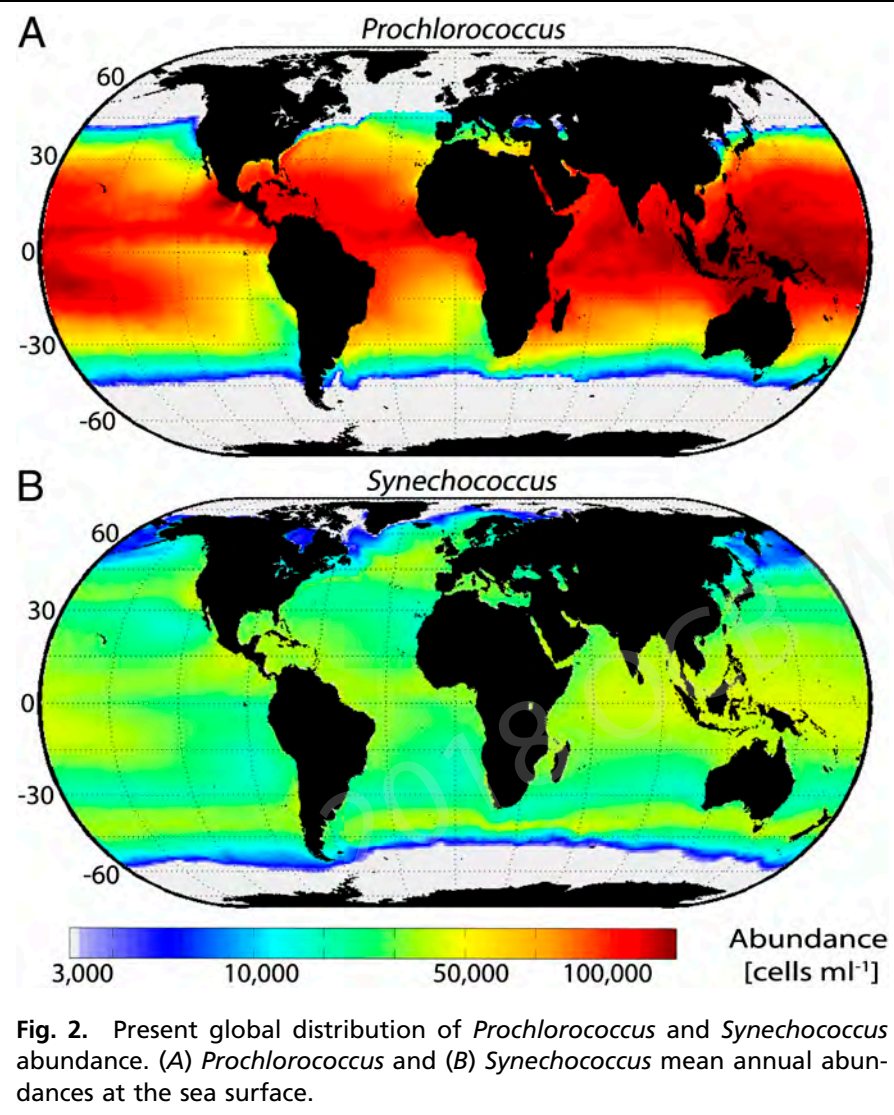 A
Prochlorococcus
60
30
0
-30
-60
B
Synechococcus
60
30
0
-30
-60
2018 OCB W
3,000 10,000 50,000 100,000
Abundance
[cells ml-1]
Fig. 2. Present global distribution of Prochlorococcus and Synechococcus
abundance. (A) Prochlorococcus and (B) Synechococcus mean annual abun-
dances at the sea surface.